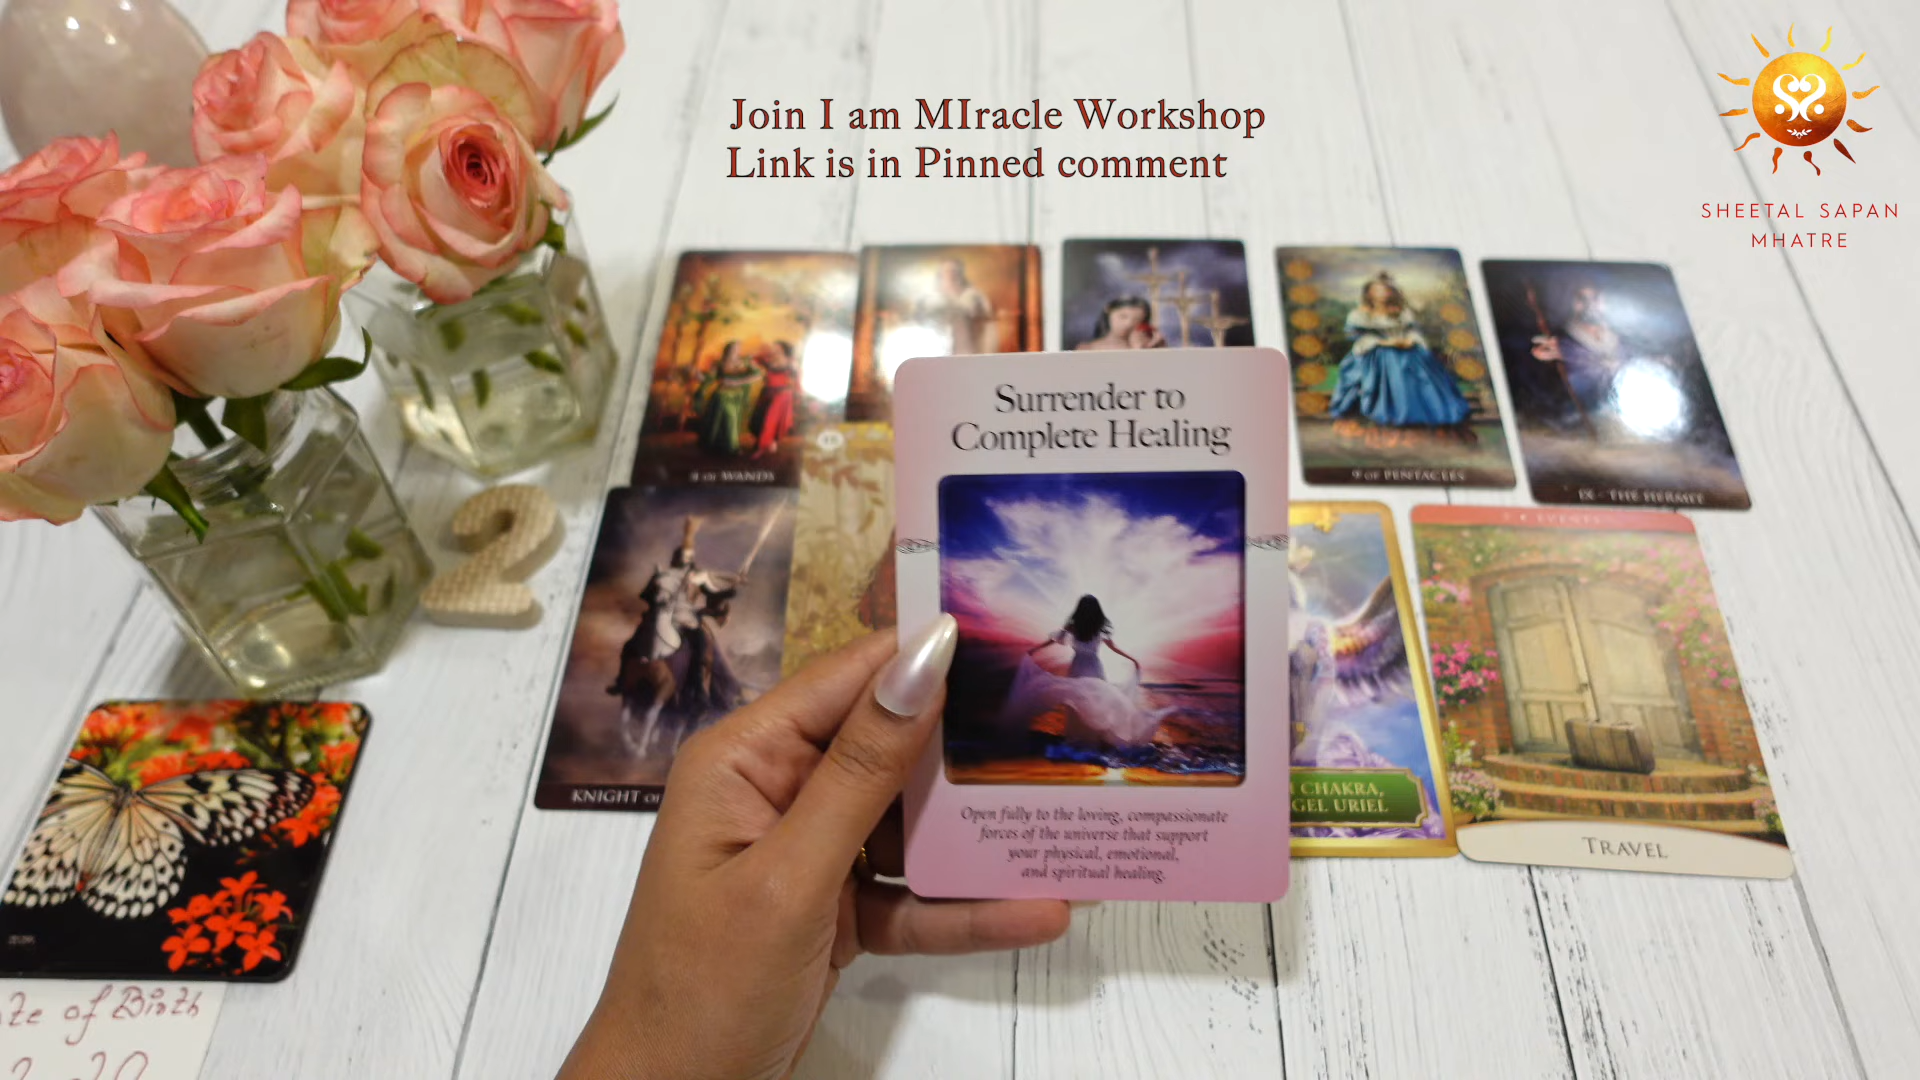 Join I am MIracle Workshop
Link is in Pinned comment
SHEETAL SAPAN
MHATRE
Surrender to
Complete Healing
Open fully to the loving, compassionate
forces of the universe that support
your physical, emotional,
and spiritual healing.
OF WANDS
9 OF PENTACLES
IX - THE HERMIT
EVENTS
KNIGHT
CHAKRA,
URIEL
TRAVEL
2
of Birth